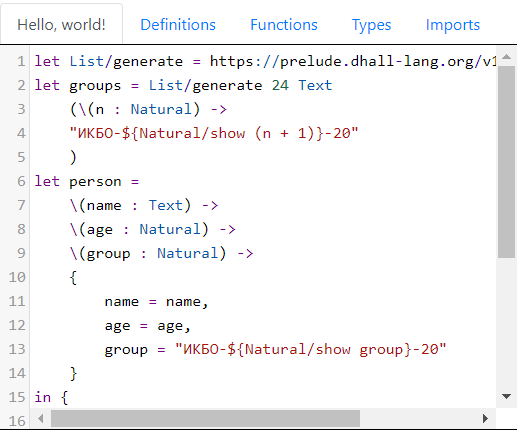 Hello, world! Definitions Functions Types Imports
1 let List/generate = https://prelude.dhall-lang.org/v1
2 let groups = List/generate 24 Text
3 (\(n : Natural) ->
4 "ИКБО-${Natural/show (n + 1)}-20"
5 )
6 let person =
7 \(name : Text) ->
8 \(age : Natural) ->
9 \(group : Natural) ->
10 {
11 name = name,
12 age = age,
13 group = "ИКБО-${Natural/show group}-20"
14 }
15 in {
16